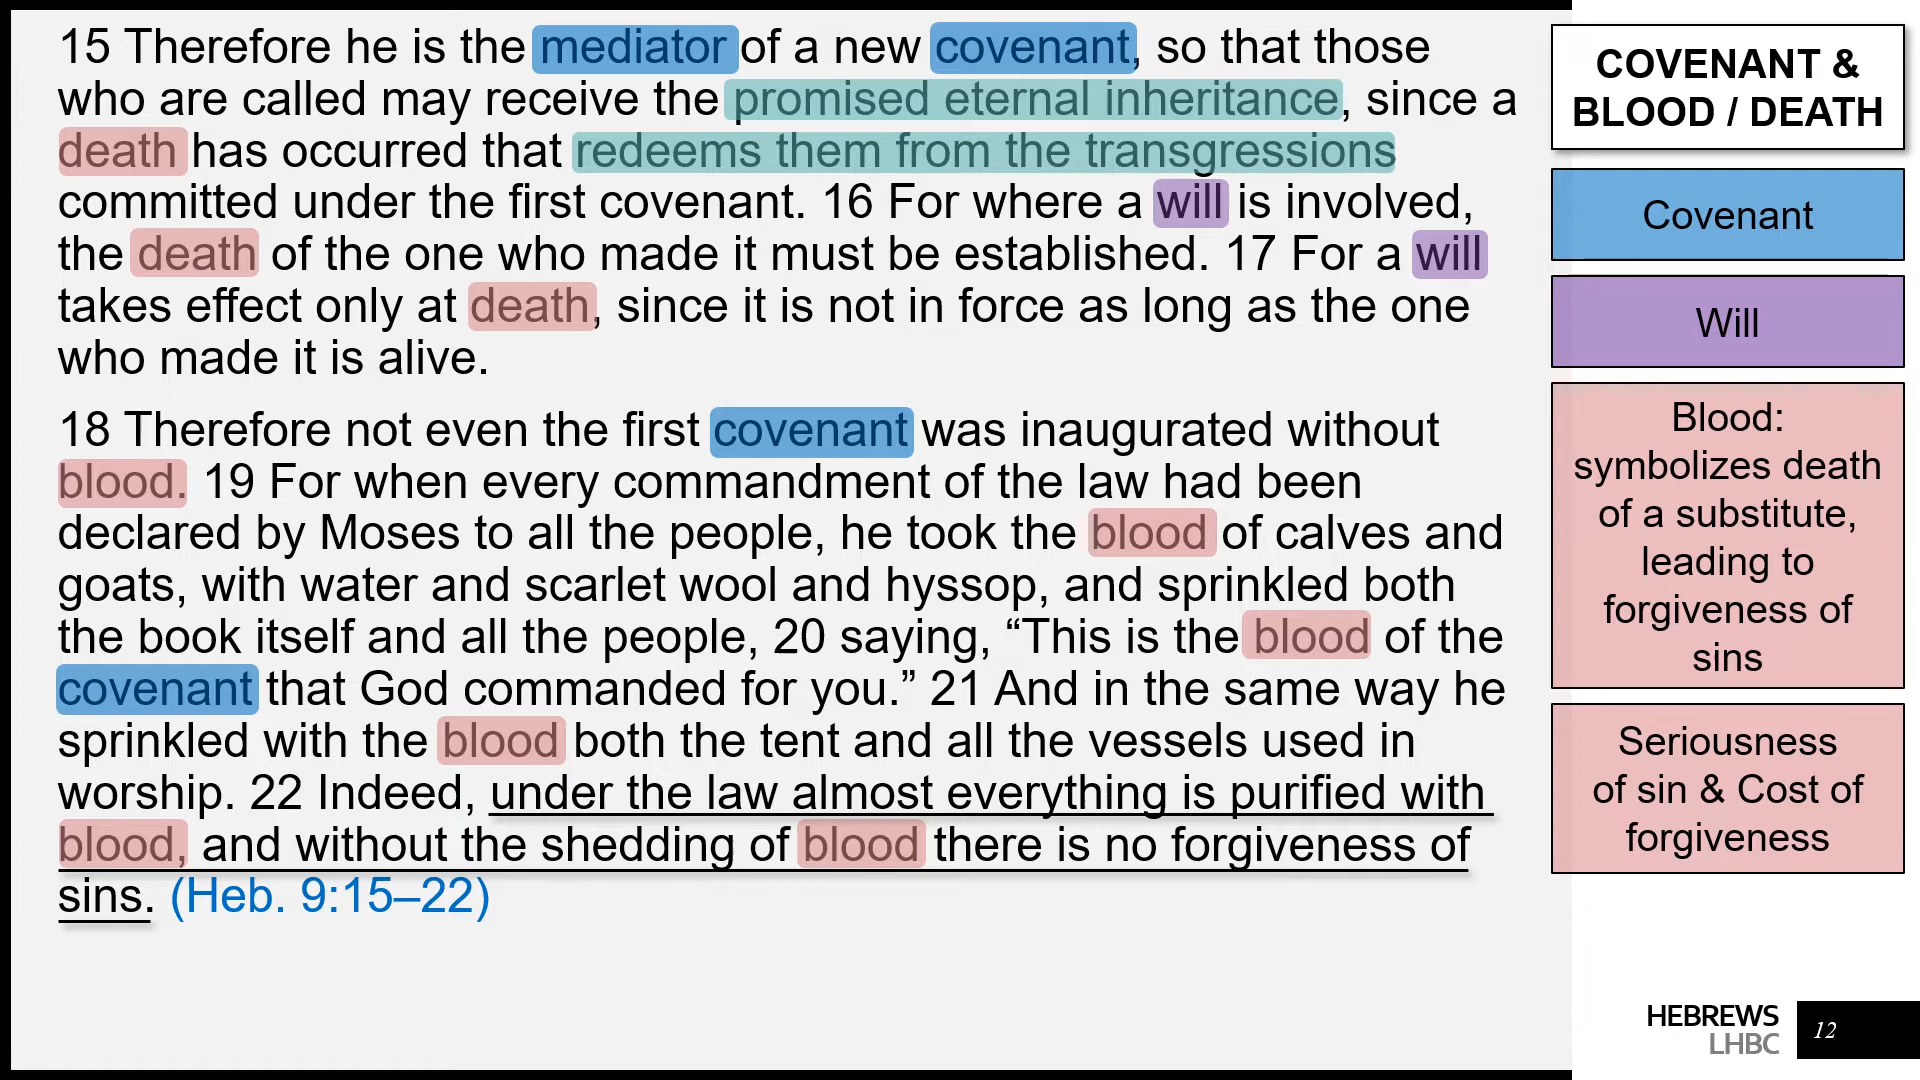 15 Therefore he is the mediator of a new covenant, so that those
who are called may receive the promised eternal inheritance, since a
death has occurred that redeems them from the transgressions
committed under the first covenant. 16 For where a will is involved,
the death of the one who made it must be established. 17 For a will
takes effect only at death, since it is not in force as long as the one
who made it is alive.
18 Therefore not even the first covenant was inaugurated without
blood. 19 For when every commandment of the law had been
declared by Moses to all the people, he took the blood of calves and
goats, with water and scarlet wool and hyssop, and sprinkled both
the book itself and all the people, 20 saying, “This is the blood of the
covenant that God commanded for you.” 21 And in the same way he
sprinkled with the blood both the tent and all the vessels used in
worship. 22 Indeed, under the law almost everything is purified with
blood, and without the shedding of blood there is no forgiveness of
sins. (Heb. 9:15–22)
COVENANT &
BLOOD / DEATH
Covenant
Will
Blood:
symbolizes death
of a substitute,
leading to
forgiveness of
sins
Seriousness
of sin & Cost of
forgiveness
HEBREWS
LHBC
12